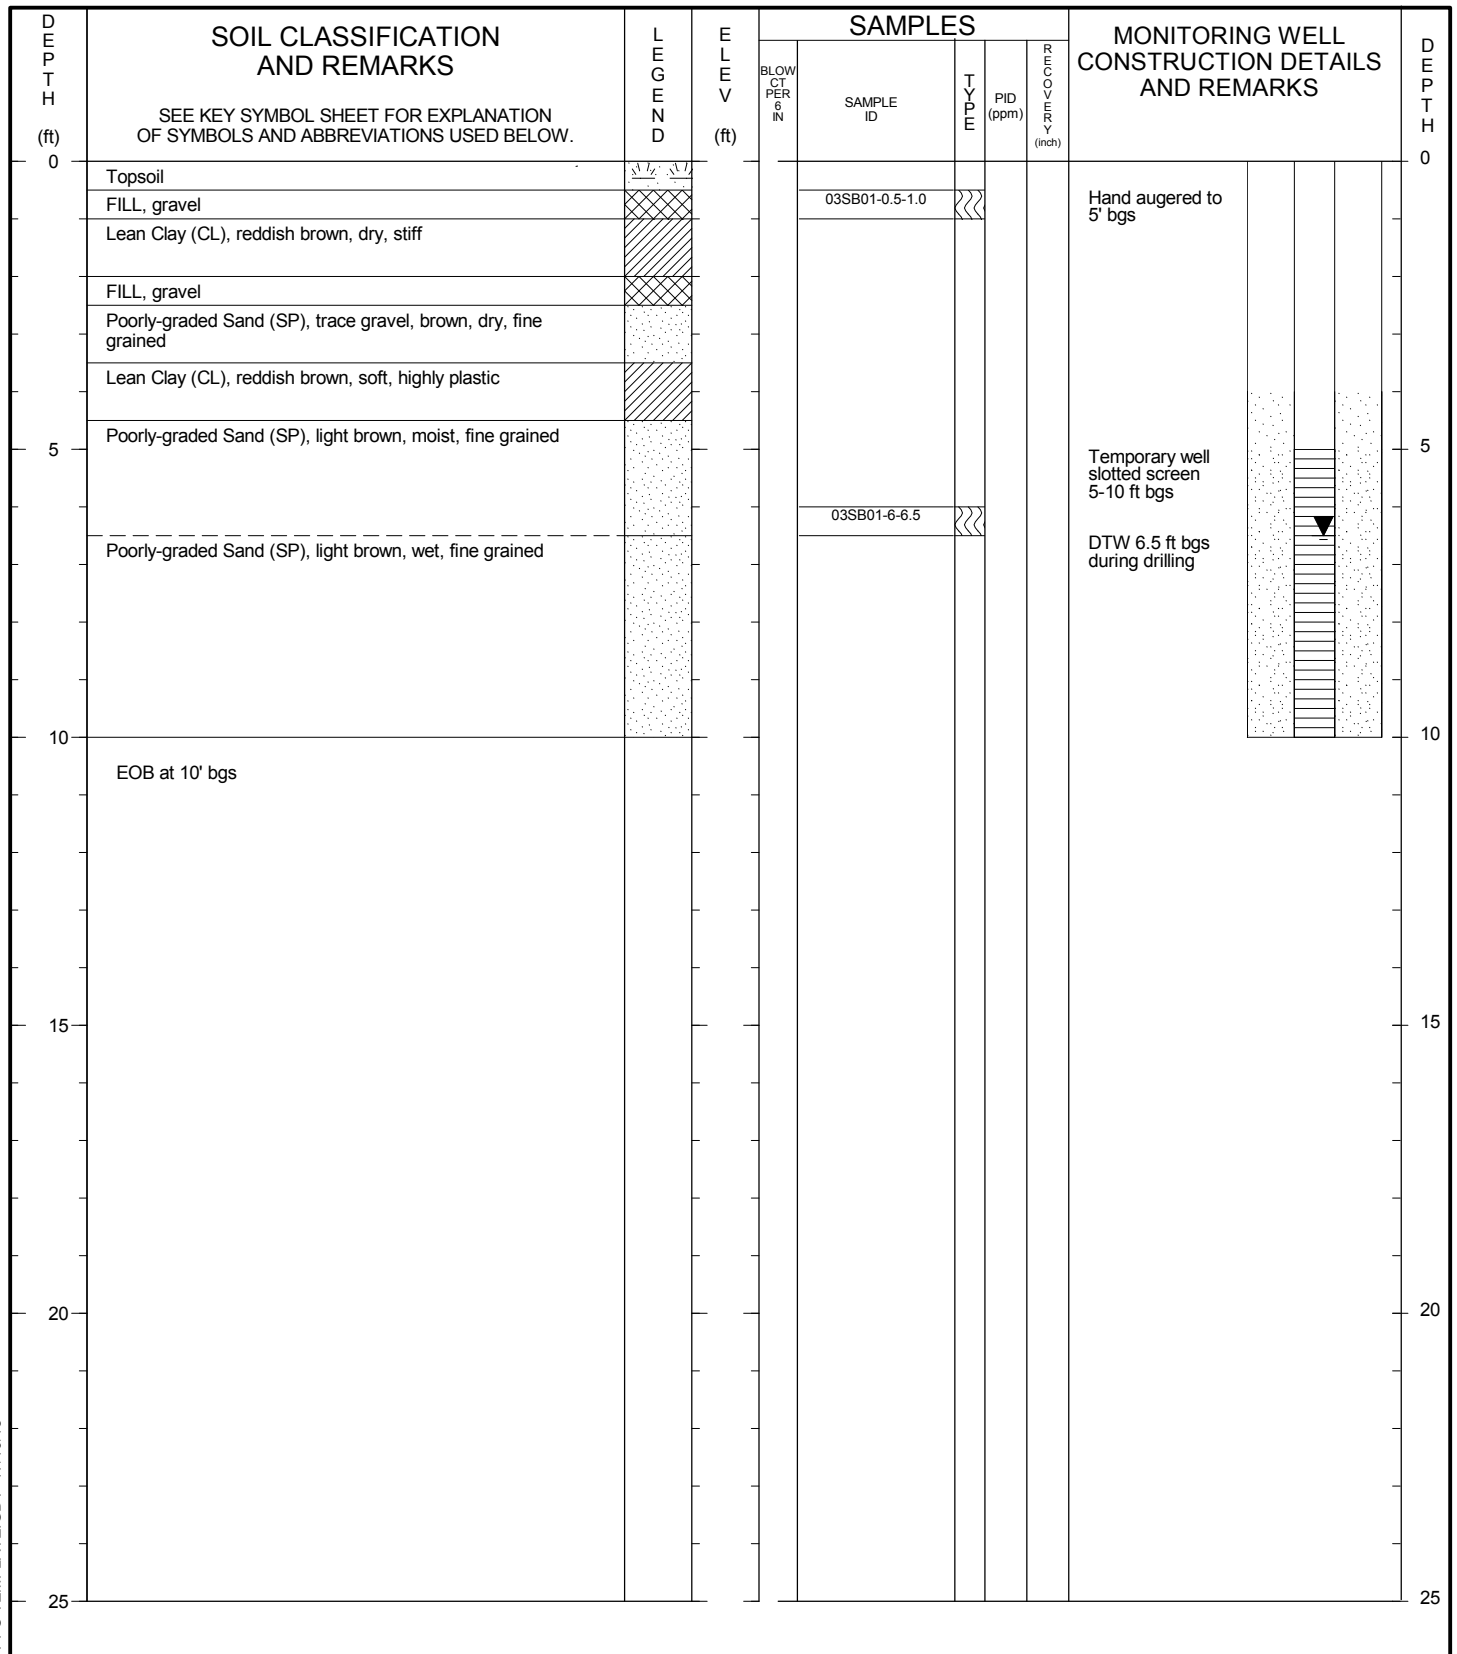 DEPTH
(ft)
SOIL CLASSIFICATION
AND REMARKS
SEE KEY SYMBOL SHEET FOR EXPLANATION
OF SYMBOLS AND ABBREVIATIONS USED BELOW.
LEGEND
ELEV
(ft)
SAMPLES
BLOW
CT
PER
6
IN
SAMPLE
ID
TYPE
PID
(ppm)
RECOVERY
(inch)
MONITORING WELL
CONSTRUCTION DETAILS
AND REMARKS
DEPTH
0
0
Topsoil
FILL, gravel
03SB01-0.5-1.0
Hand augered to
5' bgs
Lean Clay (CL), reddish brown, dry, stiff
FILL, gravel
Poorly-graded Sand (SP), trace gravel, brown, dry, fine
grained
Lean Clay (CL), reddish brown, soft, highly plastic
Poorly-graded Sand (SP), light brown, moist, fine grained
5
5
Temporary well
slotted screen
5-10 ft bgs
03SB01-6-6.5
Poorly-graded Sand (SP), light brown, wet, fine grained
DTW 6.5 ft bgs
during drilling
10
10
EOB at 10' bgs
15
15
20
20
25
25